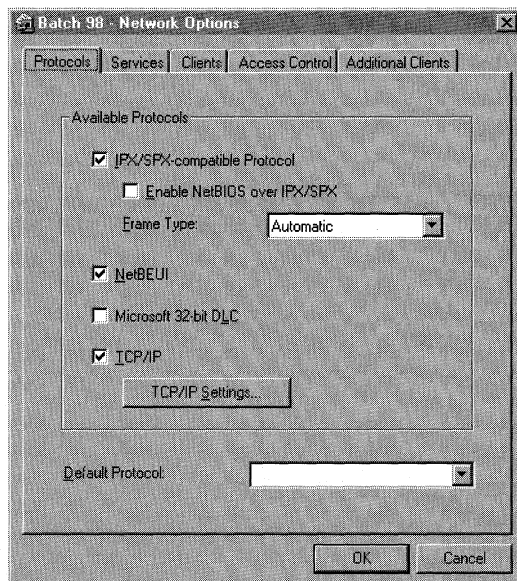 Batch 98 - Network Options
Protocols Services Clients Access Control Additional Clients
Available Protocols
IPX/SPX-compatible Protocol
Enable NetBIOS over IPX/SPX
Frame Type: Automatic
NetBEUI
Microsoft 32-bit DLC
TCP/IP
TCP/IP Settings...
Default Protocol:
OK Cancel